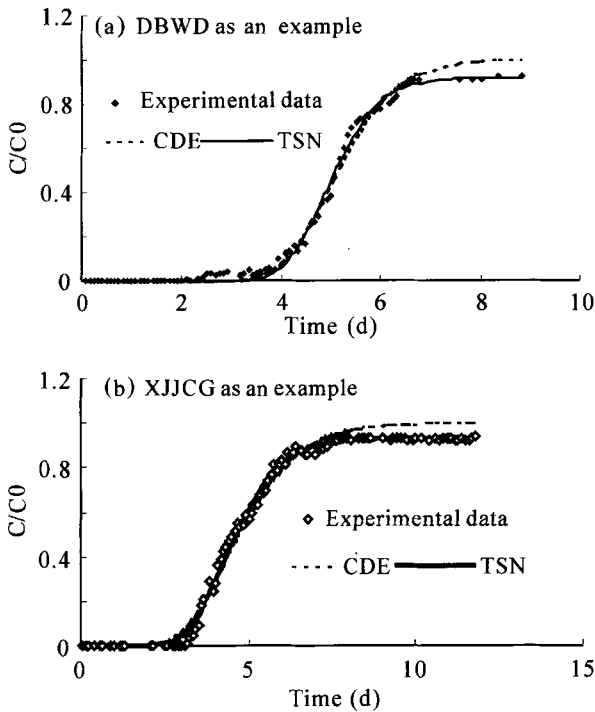 (a) DBWD as an example
1.2
0.8
0.4
0
C/C0
Experimental data
CDE TSN
0 2 4 6 8 10
Time (d)
(b) XJJCG as an example
1.2
0.8
0.4
0
C/C0
Experimental data
CDE TSN
0 5 10 15
Time (d)